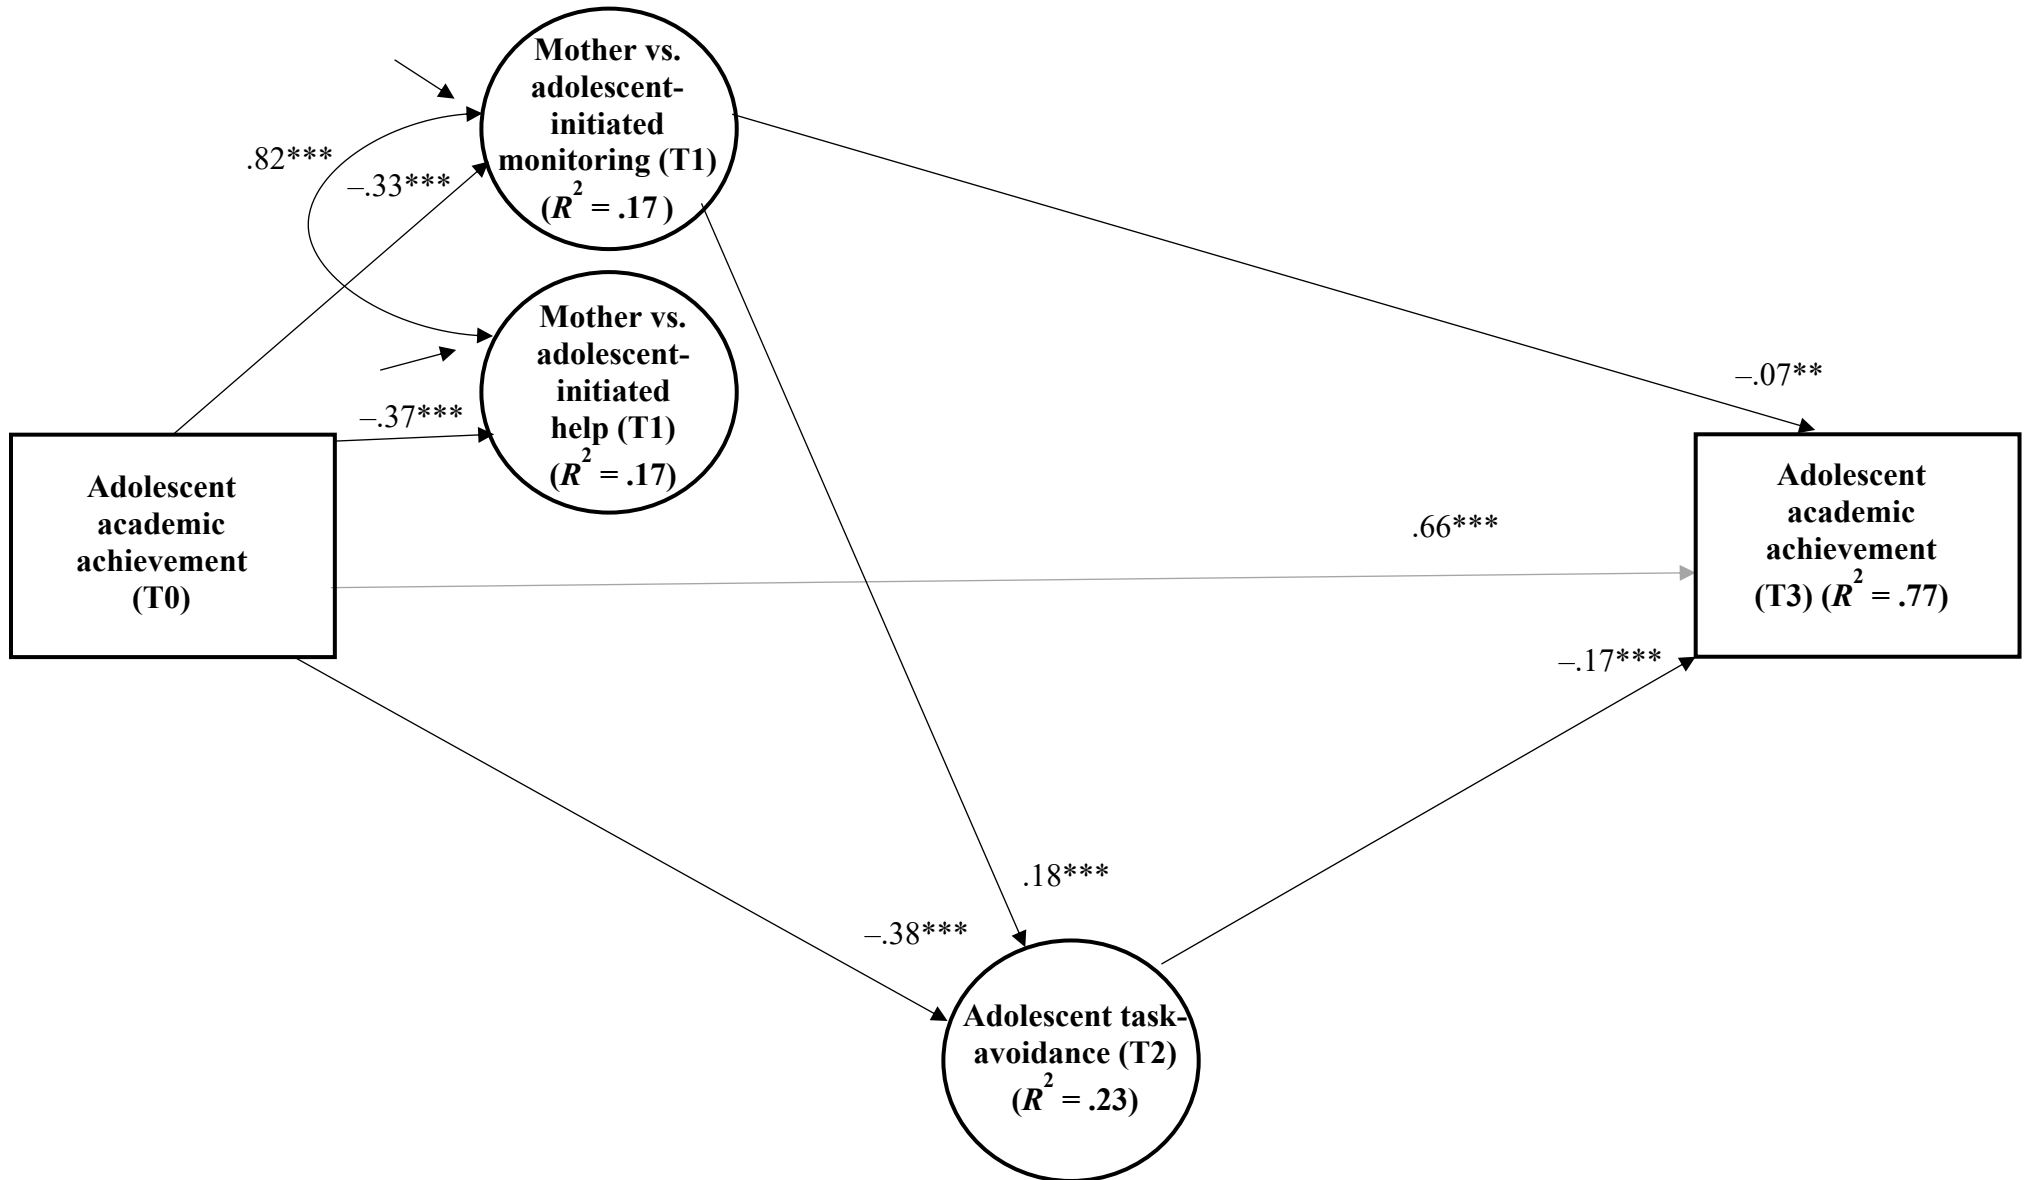 Mother vs.
adolescent-
initiated
monitoring (T1)
(R² = .17 )
.82***
–.33***
Mother vs.
adolescent-
initiated
help (T1)
(R² = .17)
–.37***
Adolescent
academic
achievement
(T0)
–.07**
.66***
Adolescent
academic
achievement
(T3) (R² = .77)
–.17***
.18***
–.38***
Adolescent task-
avoidance (T2)
(R² = .23)